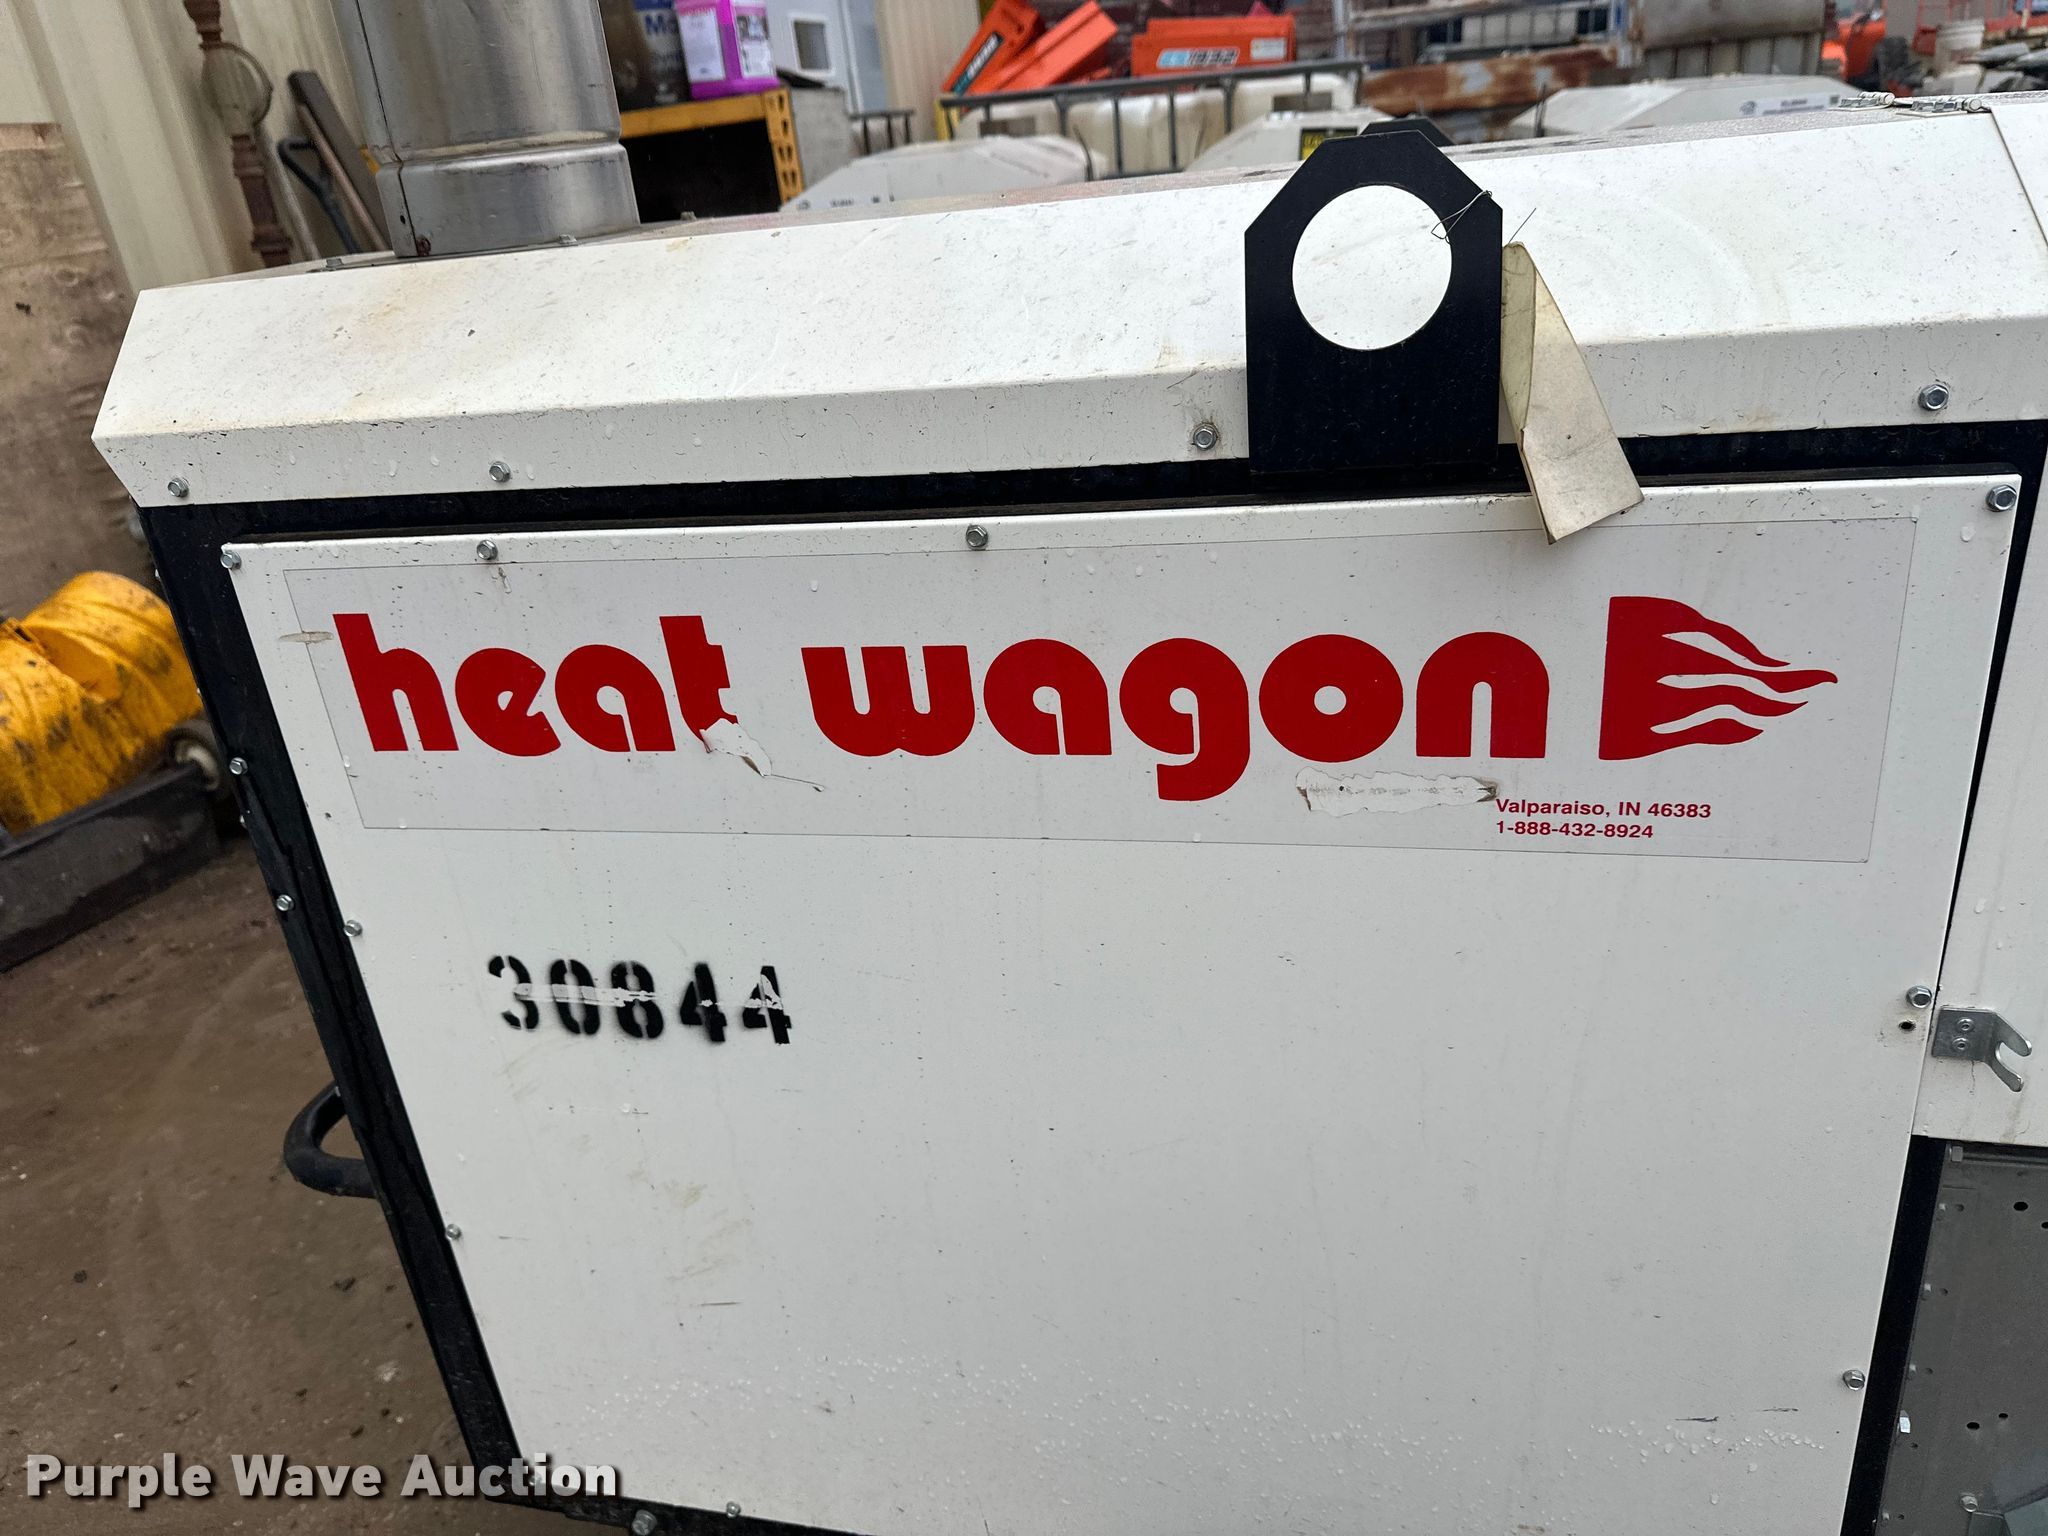 heat wagon
Valparaiso, IN 46383
1-888-432-8924
30844
Purple Wave Auction